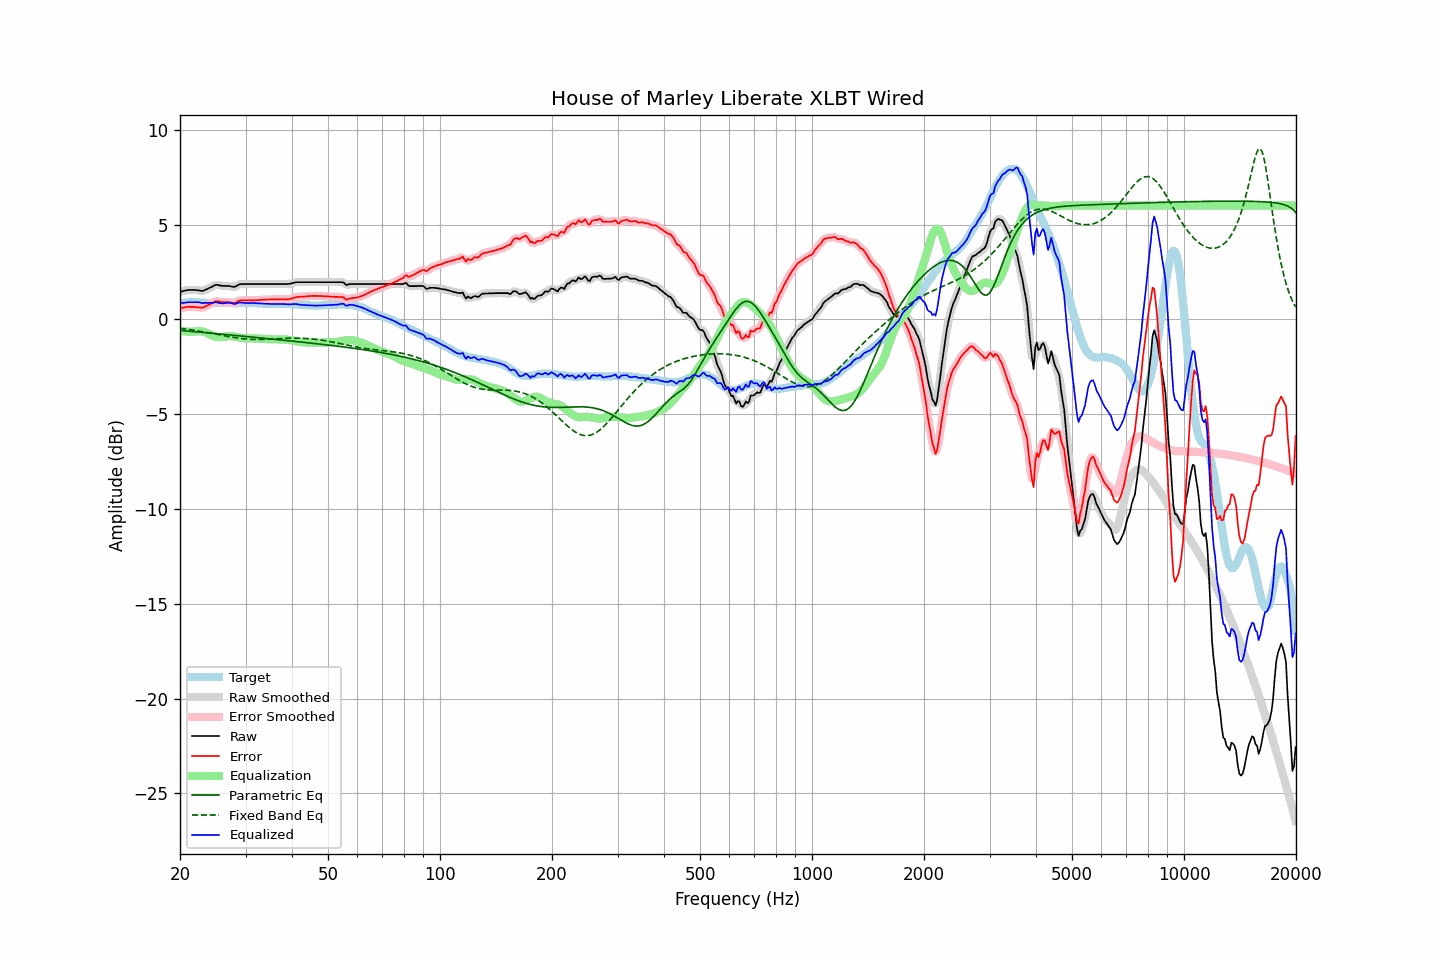 House of Marley Liberate XLBT Wired
Amplitude (dBr)
10
5
0
−5
−10
−15
−20
−25
Target
Raw Smoothed
Error Smoothed
Raw
Error
Equalization
Parametric Eq
Fixed Band Eq
Equalized
20 50 100 200 500 1000 2000 5000 10000 20000
Frequency (Hz)